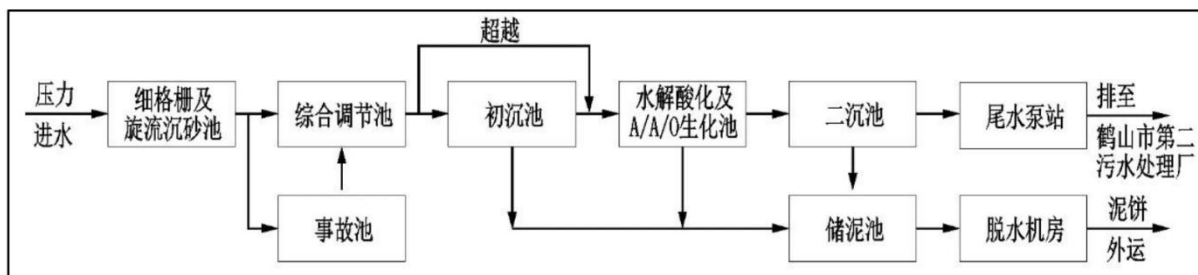 超越
压力
进水
细格栅及
旋流沉砂池
综合调节池
初沉池
水解酸化及
A/A/O生化池
二沉池
尾水泵站
排至
鹤山市第二
污水处理厂
事故池
储泥池
脱水机房
泥饼
外运